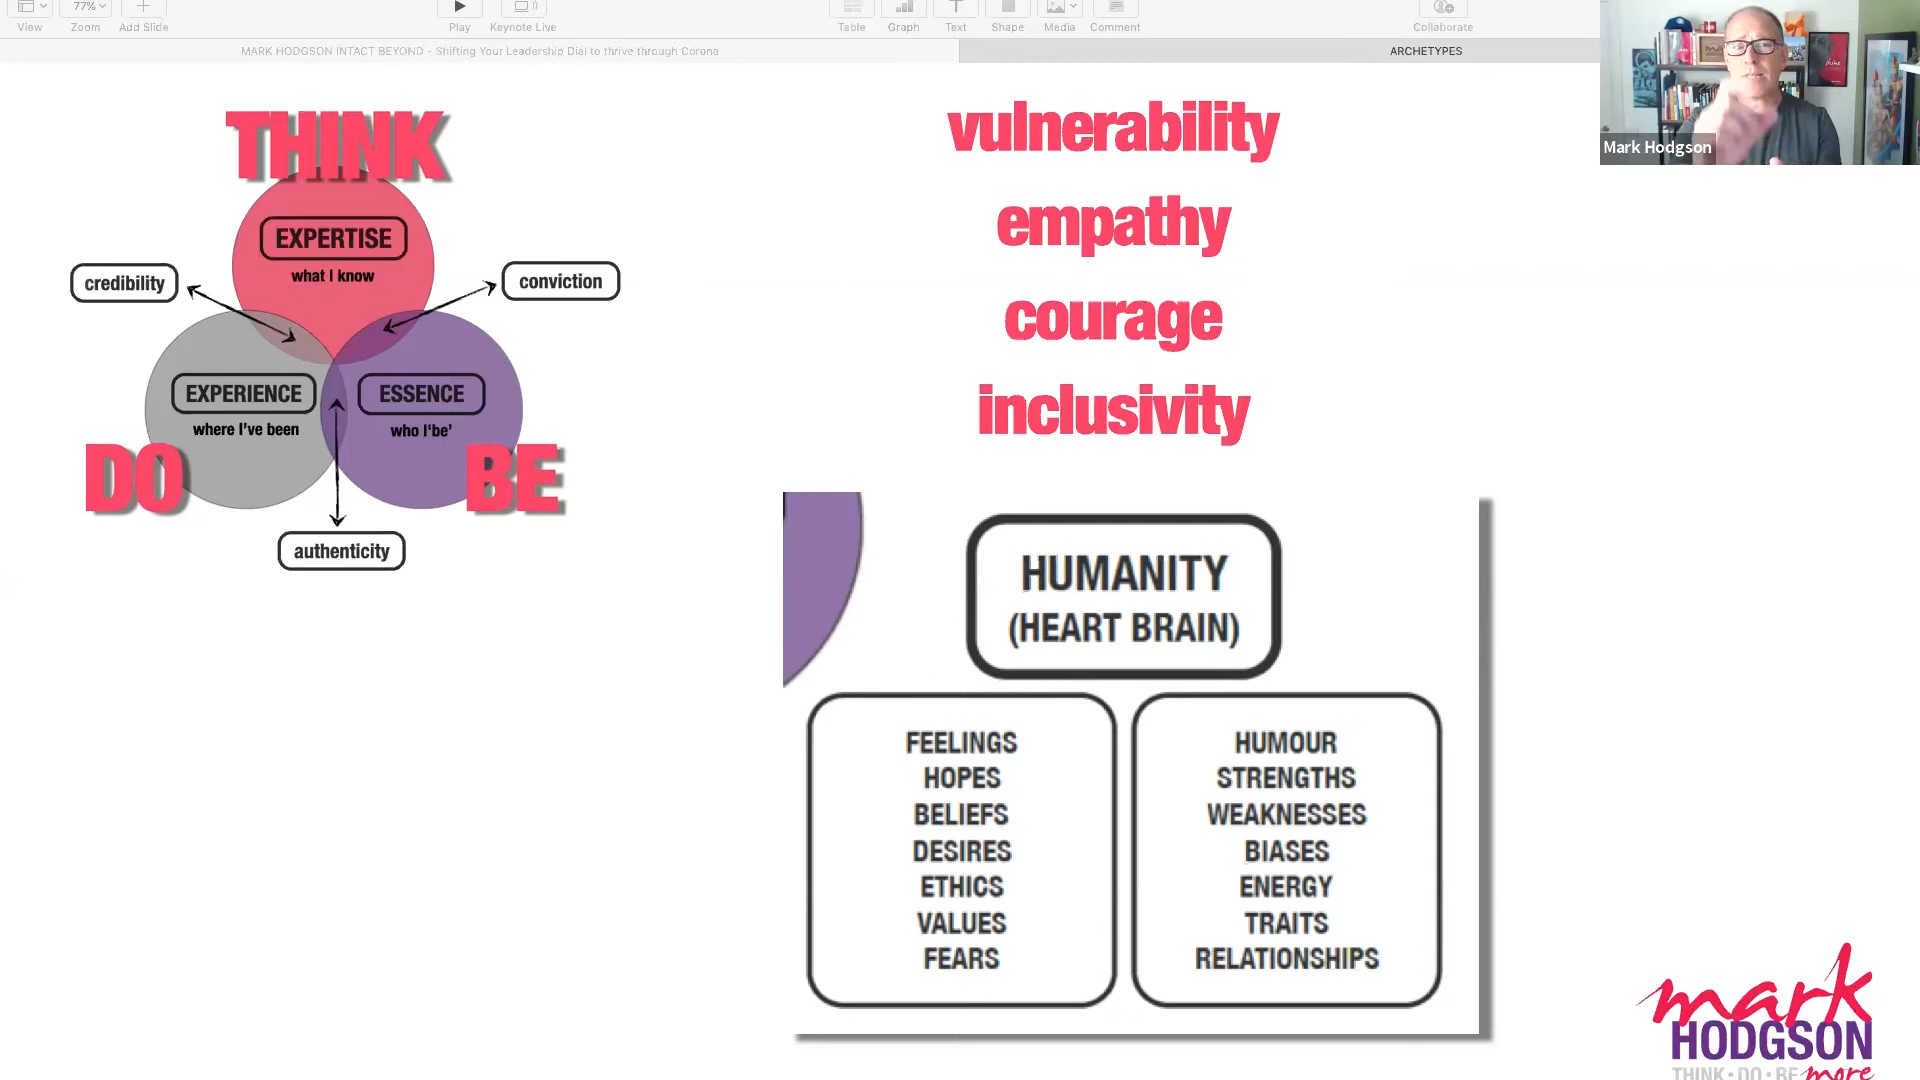 View
77%
Zoom
Add Slide
Play
Keynote Live
Table
Graph
Text
Shape
Media
Comment
Collaborate
MARK HODGSON INTACT BEYOND - Shifting Your Leadership Dial to thrive through Corona
ARCHETYPES
Mark Hodgson
THINK
EXPERTISE
what I know
credibility
conviction
EXPERIENCE
where I've been
ESSENCE
who I‘be’
DO
BE
authenticity
vulnerability
empathy
courage
inclusivity
HUMANITY
(HEART BRAIN)
FEELINGS
HOPES
BELIEFS
DESIRES
ETHICS
VALUES
FEARS
HUMOUR
STRENGTHS
WEAKNESSES
BIASES
ENERGY
TRAITS
RELATIONSHIPS
mark
HODGSON
THINK • DO • BE more